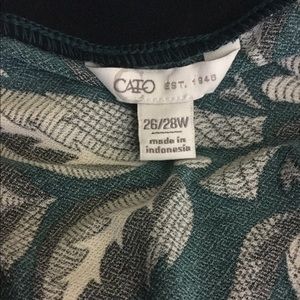 CATO EST. 1946
26/28W
made in
indonesia